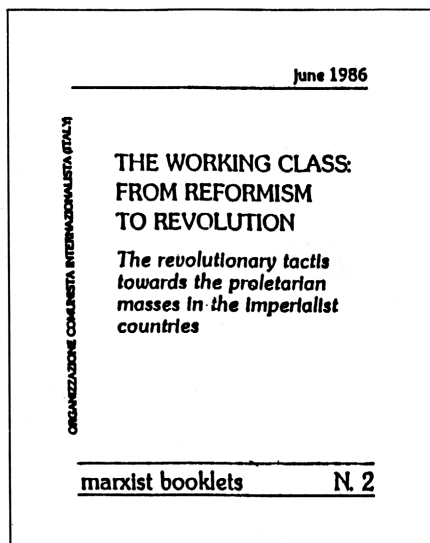 June 1986
ORGANIZZAZIONE COMUNISTA INTERNAZIONALISTA (ITALY)
THE WORKING CLASS:
FROM REFORMISM
TO REVOLUTION
The revolutionary tactis
towards the proletarian
masses in the imperialist
countries
marxist booklets N. 2